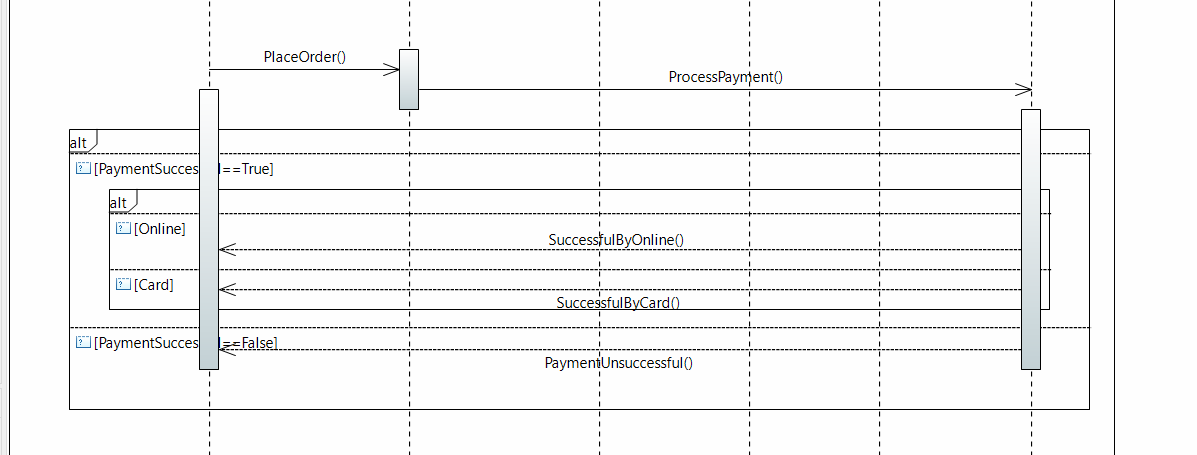 PlaceOrder()
ProcessPayment()
alt
[PaymentSucces l==True]
alt
[Online]
SuccessfulByOnline()
[Card]
SuccessfulByCard()
[PaymentSucces l==False]
PaymentUnsuccessful()